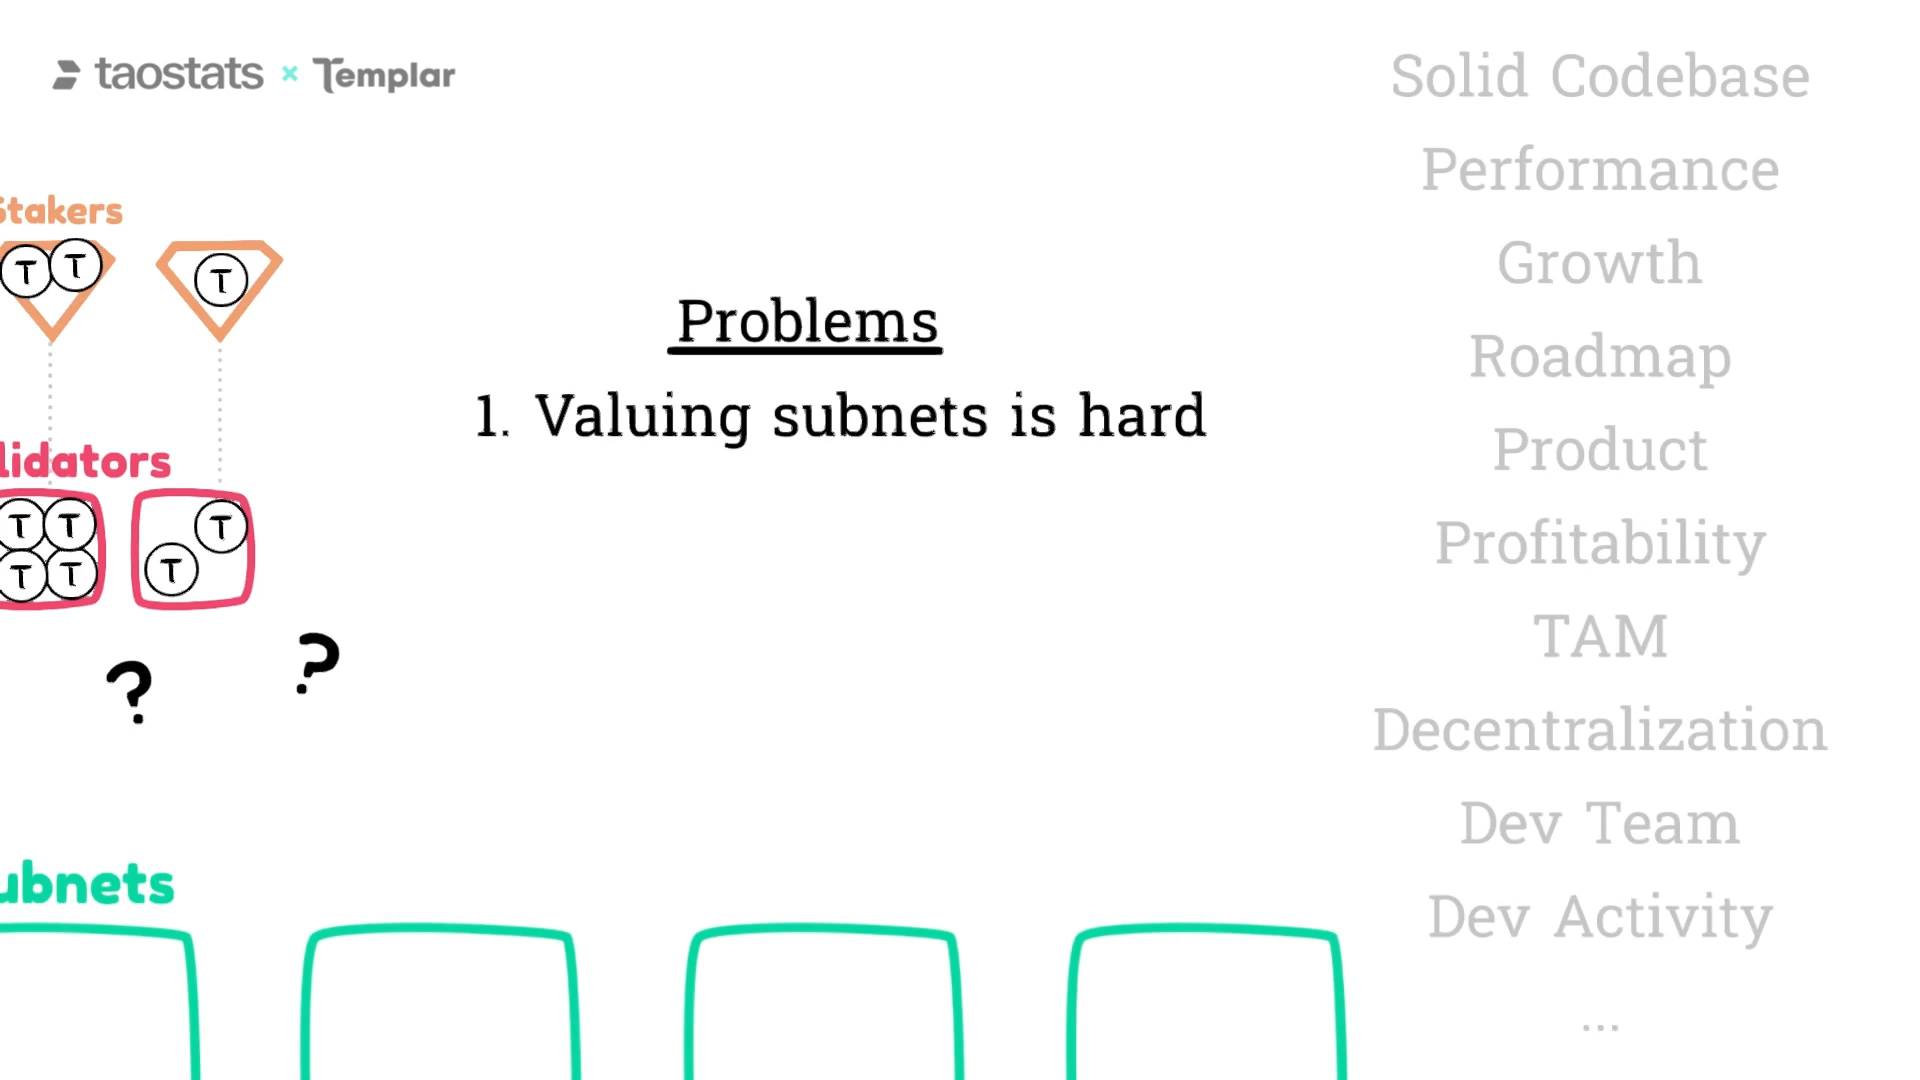 taostats × Templar
Stakers
T T T
lidators
T T T
T T T
? ?
ubnets
Problems
1. Valuing subnets is hard
Solid Codebase
Performance
Growth
Roadmap
Product
Profitability
TAM
Decentralization
Dev Team
Dev Activity
...